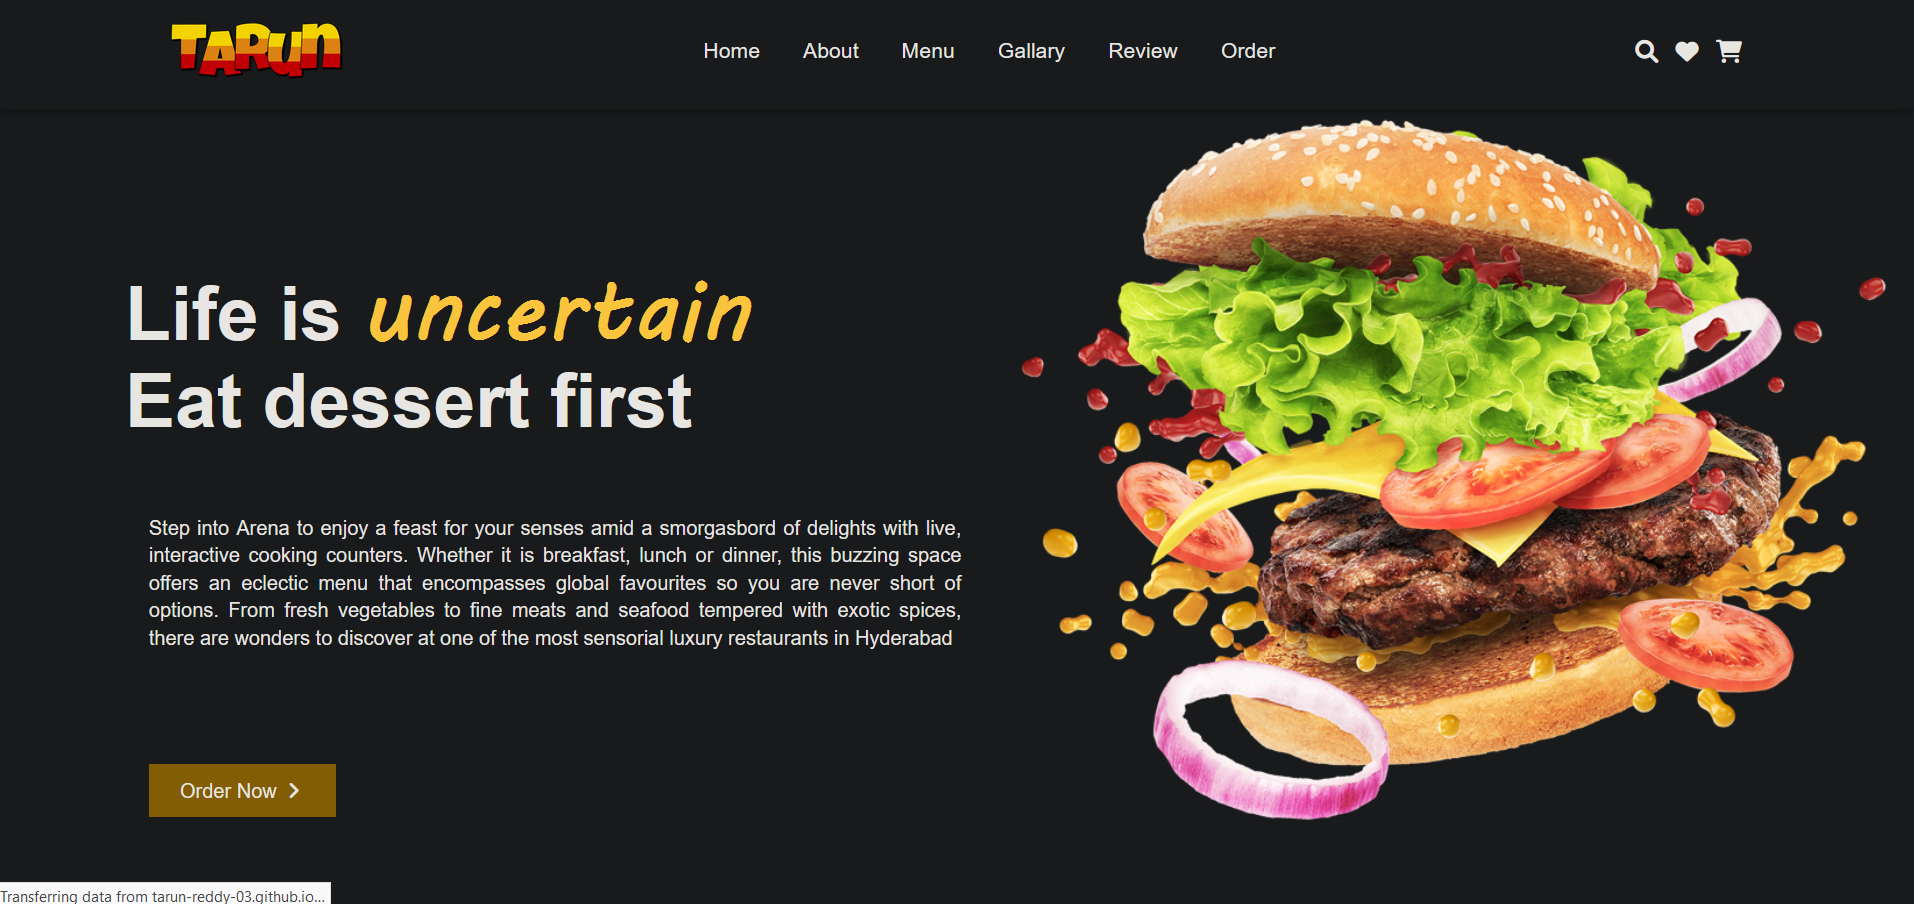 TARUN
Home About Menu Gallary Review Order
Life is uncertain
Eat dessert first
Step into Arena to enjoy a feast for your senses amid a smorgasbord of delights with live,
interactive cooking counters. Whether it is breakfast, lunch or dinner, this buzzing space
offers an eclectic menu that encompasses global favourites so you are never short of
options. From fresh vegetables to fine meats and seafood tempered with exotic spices,
there are wonders to discover at one of the most sensorial luxury restaurants in Hyderabad
Order Now
Transferring data from tarun-reddy-03.github.io...